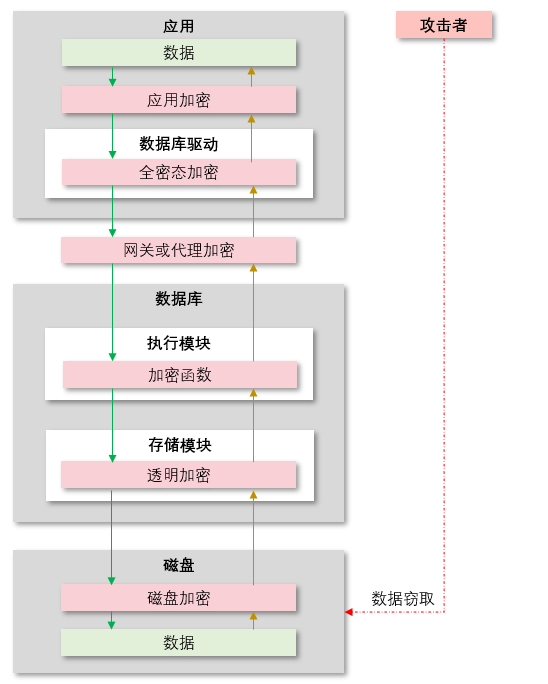 应用
攻击者
数据
应用加密
数据库驱动
全密态加密
网关或代理加密
数据库
执行模块
加密函数
存储模块
透明加密
磁盘
磁盘加密
数据窃取
数据